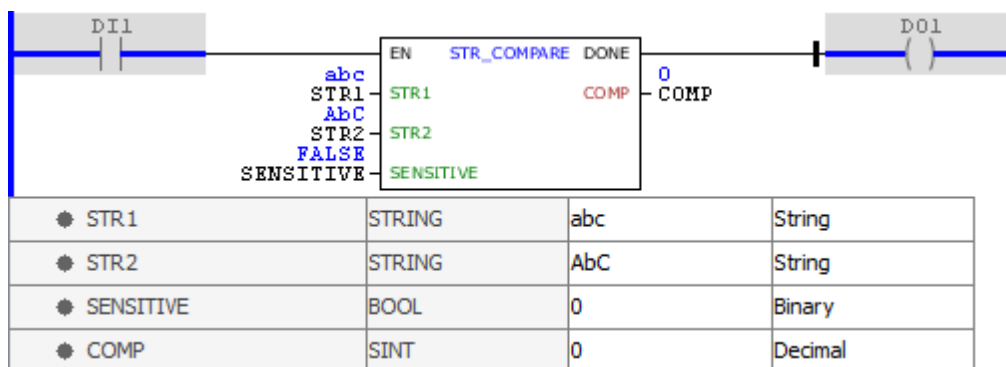 DI1 DO1
EN STR_COMPARE DONE
abc 0
STR1 STR1 COMP COMP
AbC
STR2 STR2
FALSE
SENSITIVE SENSITIVE
STR1 STRING abc String
STR2 STRING AbC String
SENSITIVE BOOL 0 Binary
COMP SINT 0 Decimal